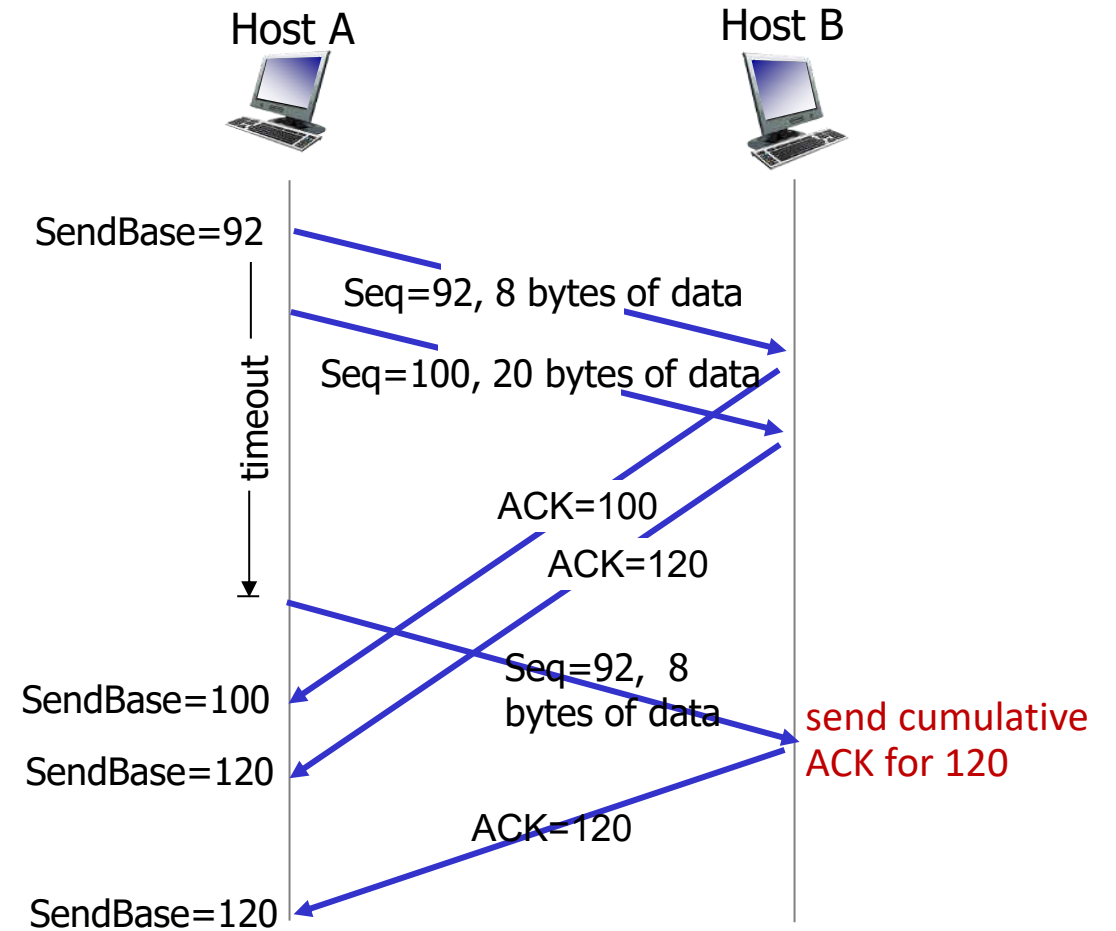 Host A
Host B
SendBase=92
Seq=92, 8 bytes of data
Seq=100, 20 bytes of data
timeout
ACK=100
ACK=120
Seq=92, 8
bytes of data
SendBase=100
send cumulative
ACK for 120
SendBase=120
ACK=120
SendBase=120